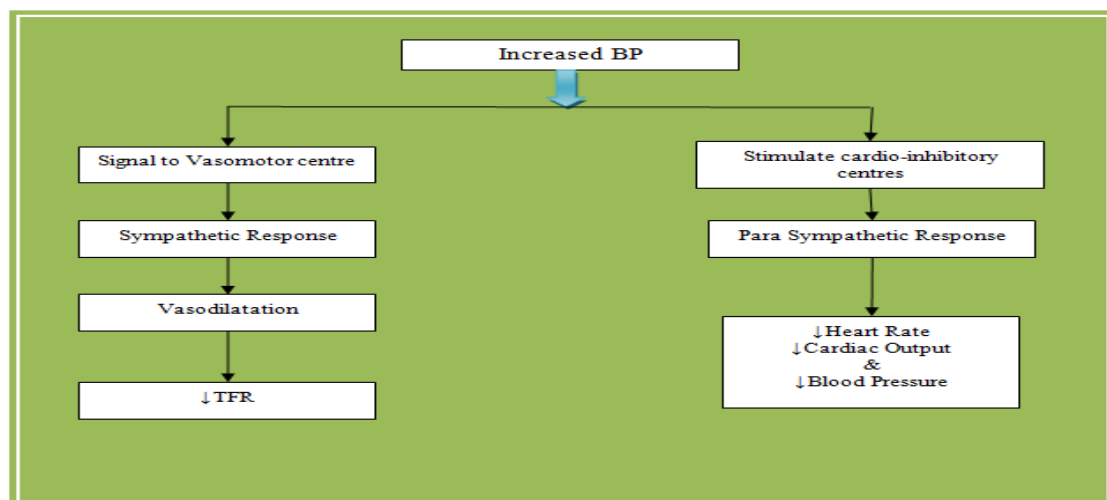 Increased BP
Signal to Vasomotor centre
Sympathetic Response
Vasodilatation
↓TFR
Stimulate cardio-inhibitory
centres
Para Sympathetic Response
↓Heart Rate
↓Cardiac Output
&
↓Blood Pressure